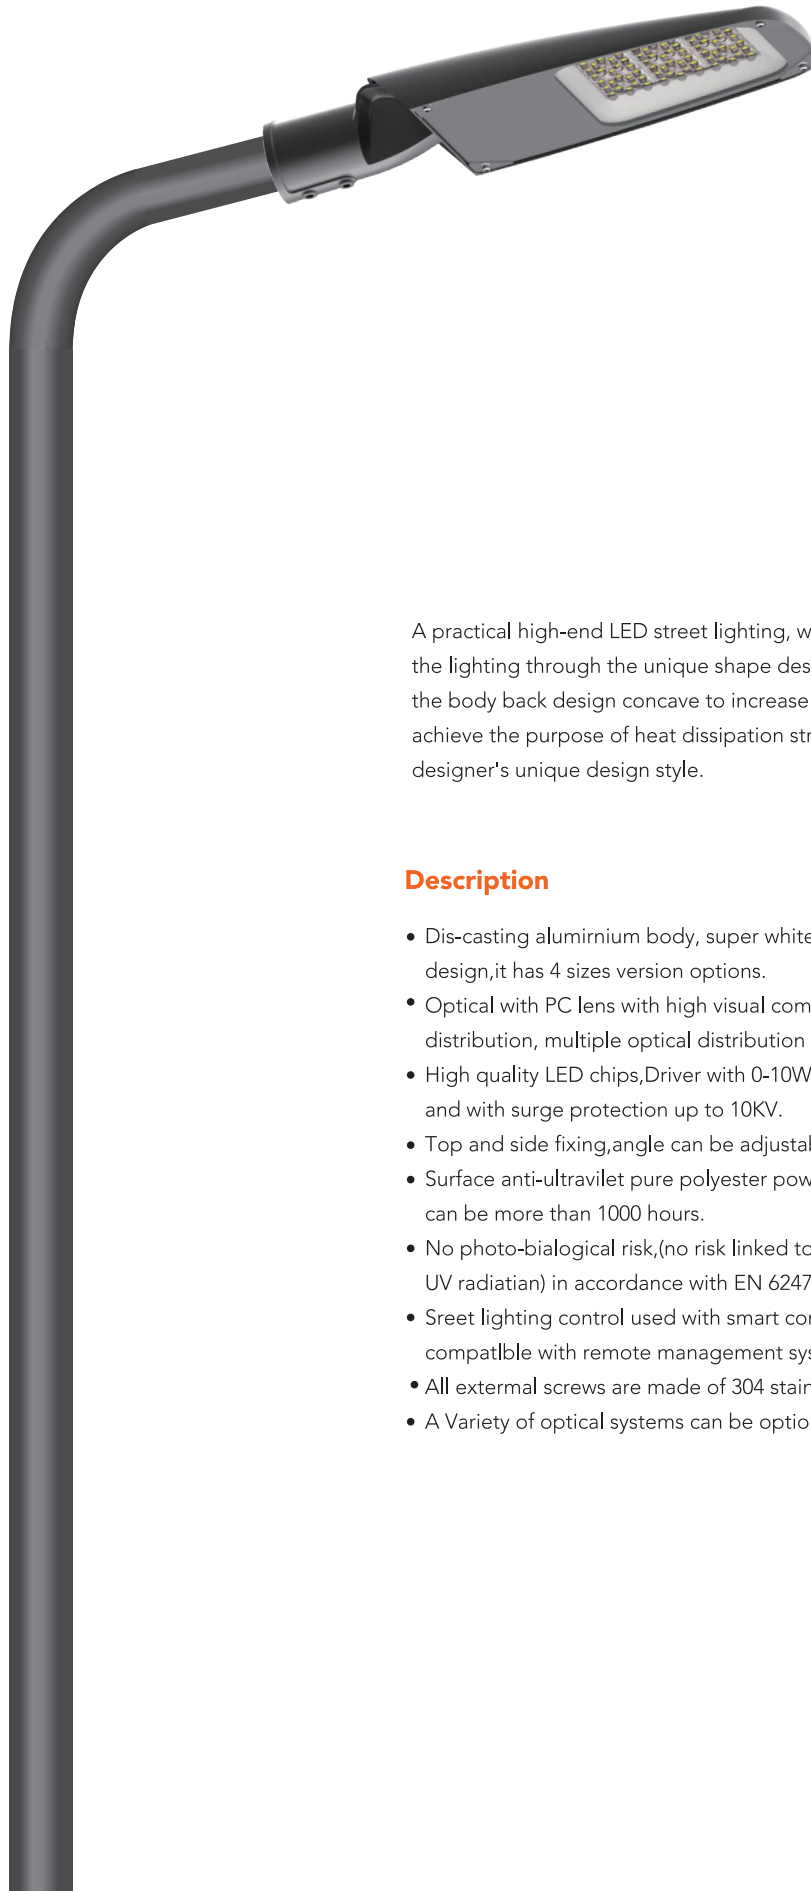 A practical high-end LED street lighting, w
the lighting through the unique shape des
the body back design concave to increase
achieve the purpose of heat dissipation str
designer's unique design style.
Description
• Dis-casting alumirnium body, super white
design,it has 4 sizes version options.
• Optical with PC lens with high visual com
distribution, multiple optical distribution
• High quality LED chips,Driver with 0-10W
and with surge protection up to 10KV.
• Top and side fixing,angle can be adjustal
• Surface anti-ultravilet pure polyester pow
can be more than 1000 hours.
• No photo-bialogical risk,(no risk linked to
UV radiatian) in accordance with EN 6247
• Sreet lighting control used with smart cor
compatlble with remote management sys
• All extermal screws are made of 304 stain
• A Variety of optical systems can be optio